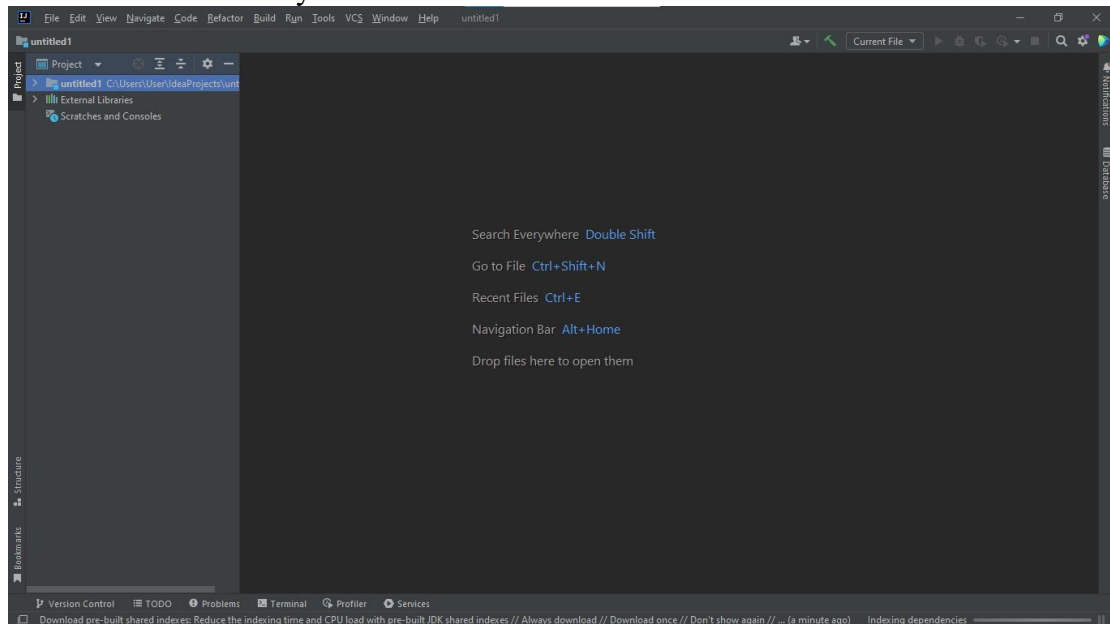 IJ File Edit View Navigate Code Refactor Build Run Tools VCS Window Help untitled1
untitled1 Current File
Project
Project
untitled1 C:\Users\User\IdeaProjects\unt
External Libraries
Scratches and Consoles
Notifications
Database
Search Everywhere Double Shift
Go to File Ctrl+Shift+N
Recent Files Ctrl+E
Navigation Bar Alt+Home
Drop files here to open them
Structure
Bookmarks
Version Control TODO Problems Terminal Profiler Services
Download pre-built shared indexes: Reduce the indexing time and CPU load with pre-built JDK shared indexes // Always download // Download once // Don't show again // ... (a minute ago) Indexing dependencies